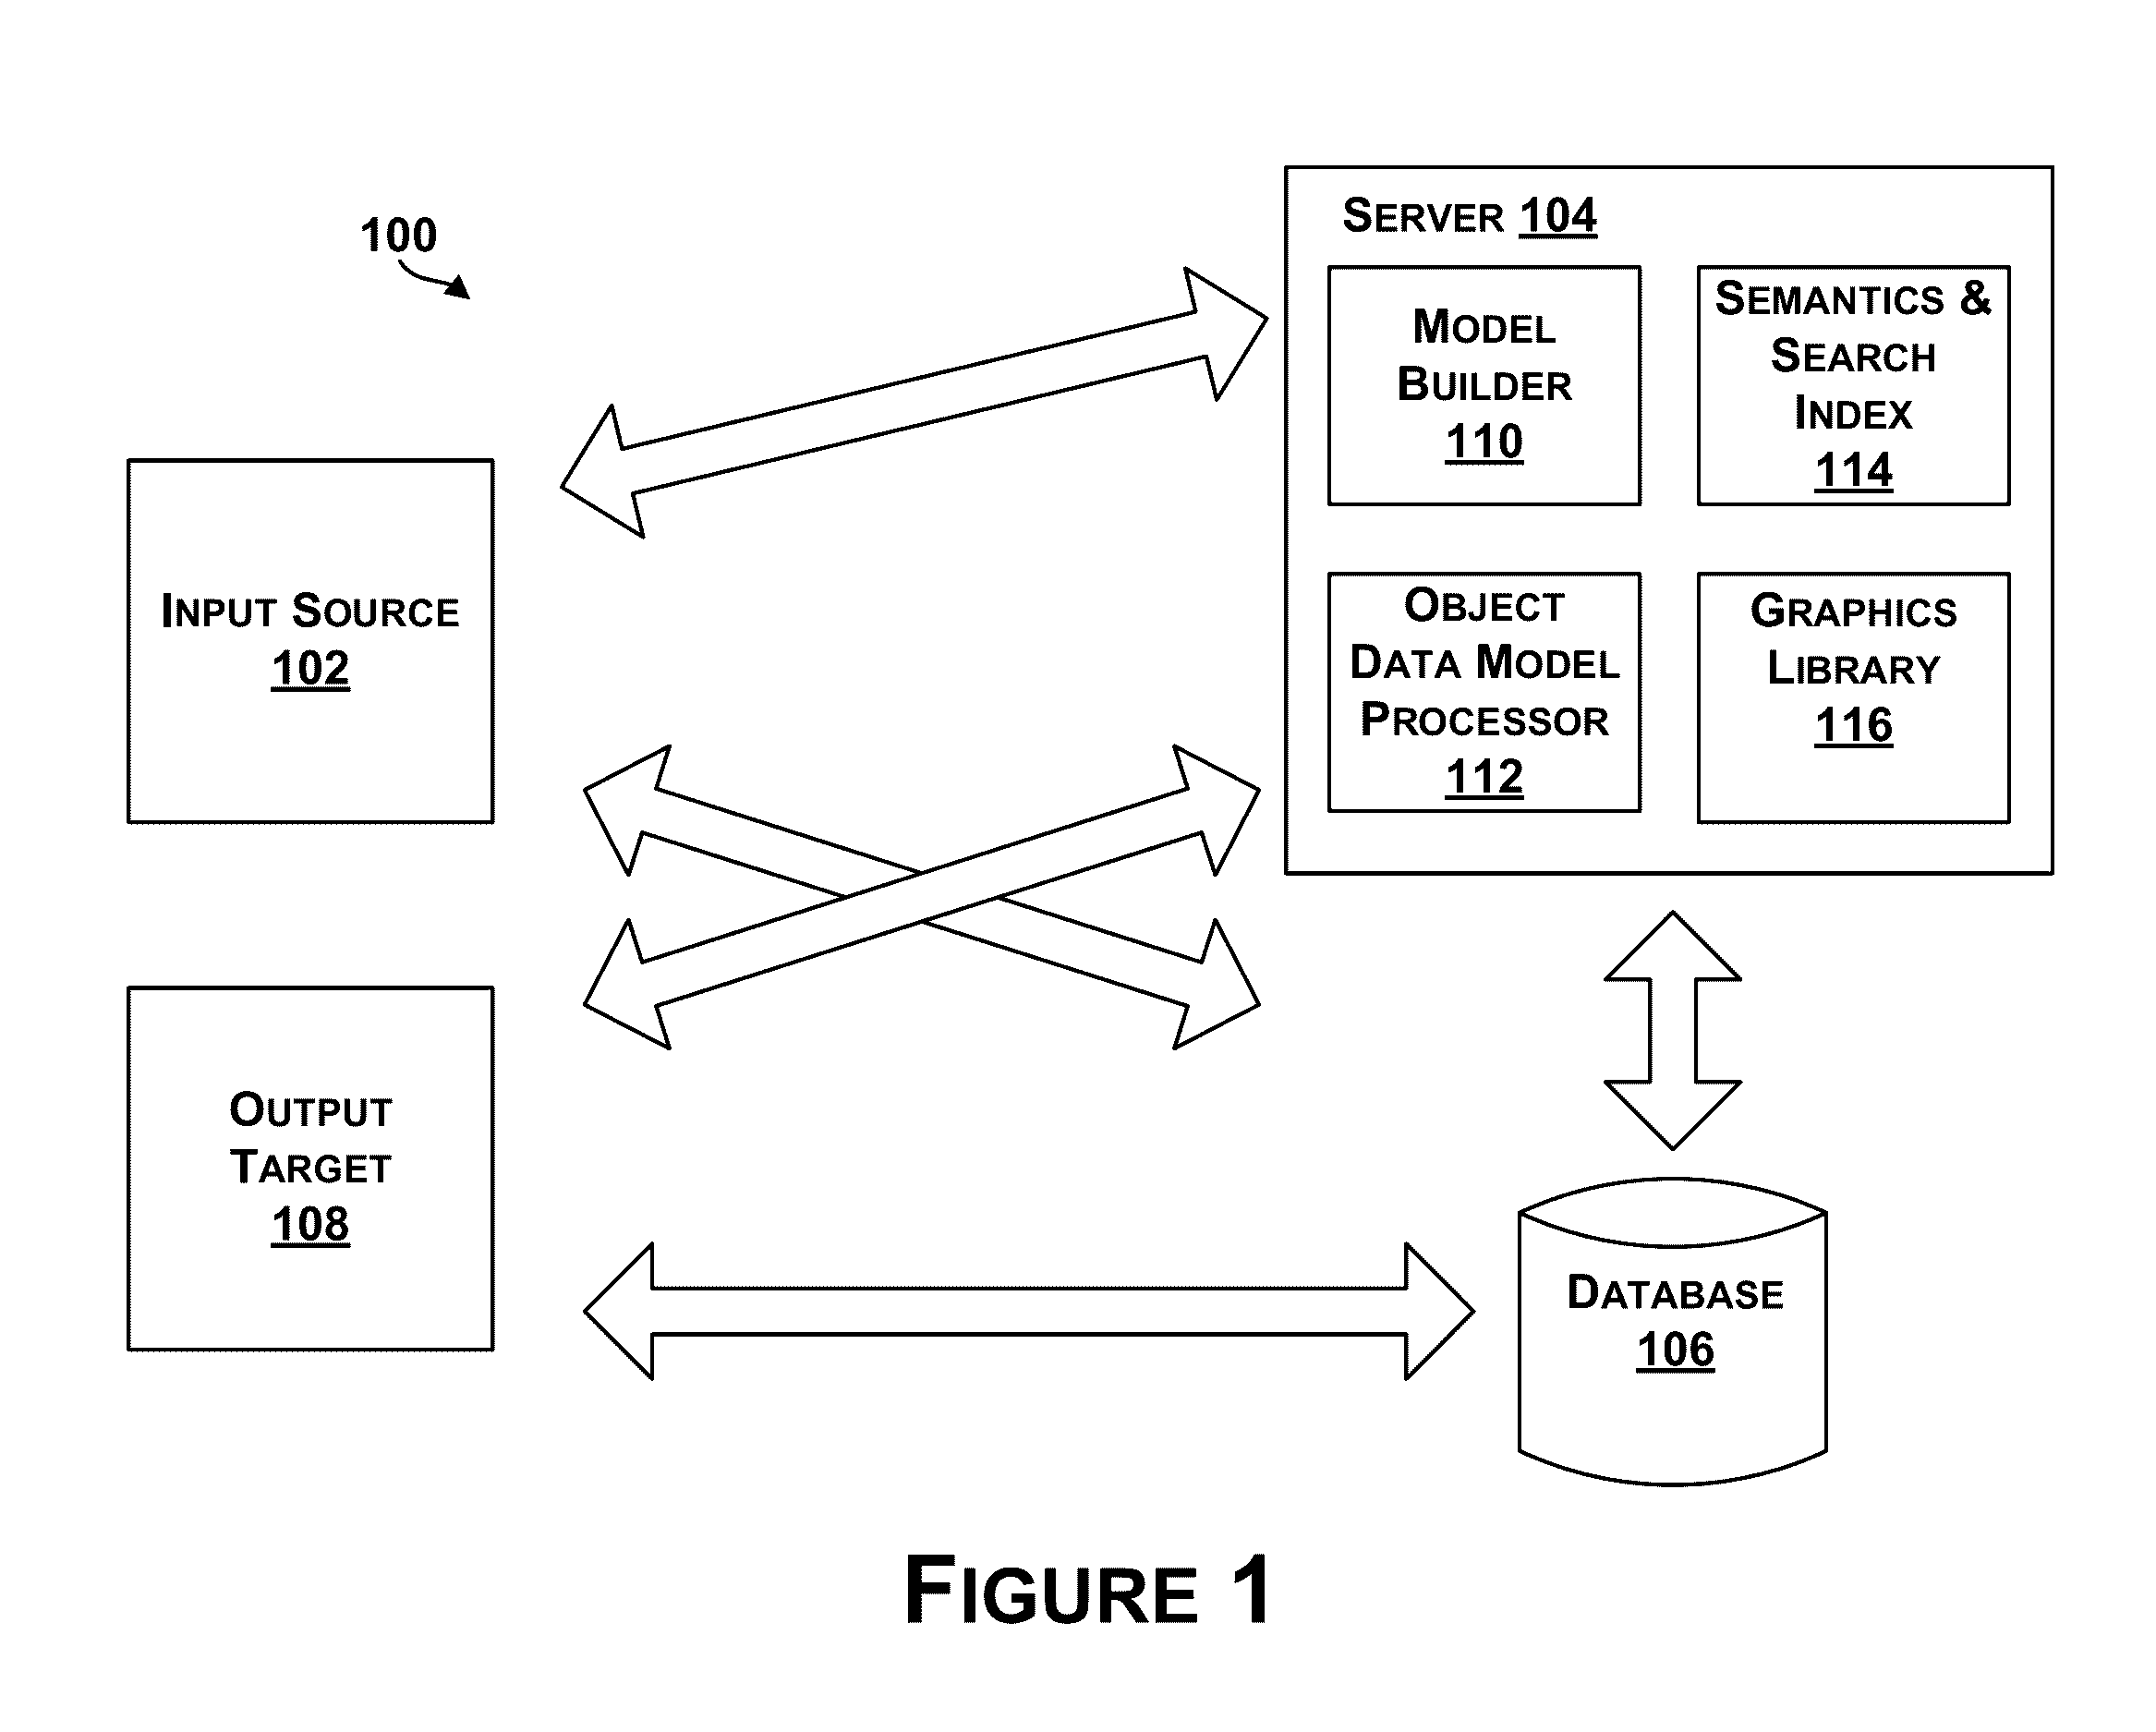 100
SERVER 104
MODEL
BUILDER
110
SEMANTICS &
SEARCH
INDEX
114
INPUT SOURCE
102
OBJECT
DATA MODEL
PROCESSOR
112
GRAPHICS
LIBRARY
116
OUTPUT
TARGET
108
DATABASE
106
FIGURE 1